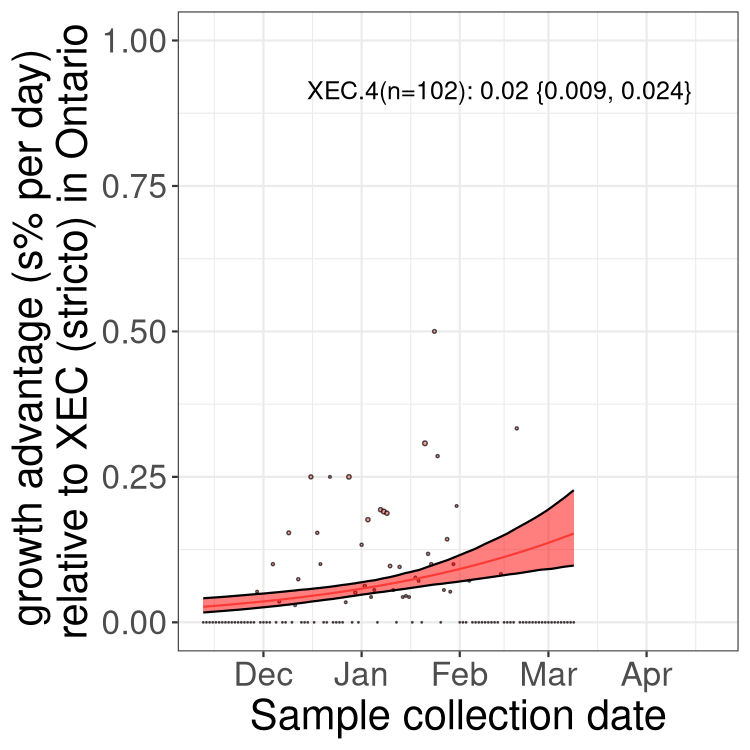 growth advantage (s% per day)
relative to XEC (stricto) in Ontario
1.00
0.75
0.50
0.25
0.00
XEC.4(n=102): 0.02 {0.009, 0.024}
Dec Jan Feb Mar Apr
Sample collection date